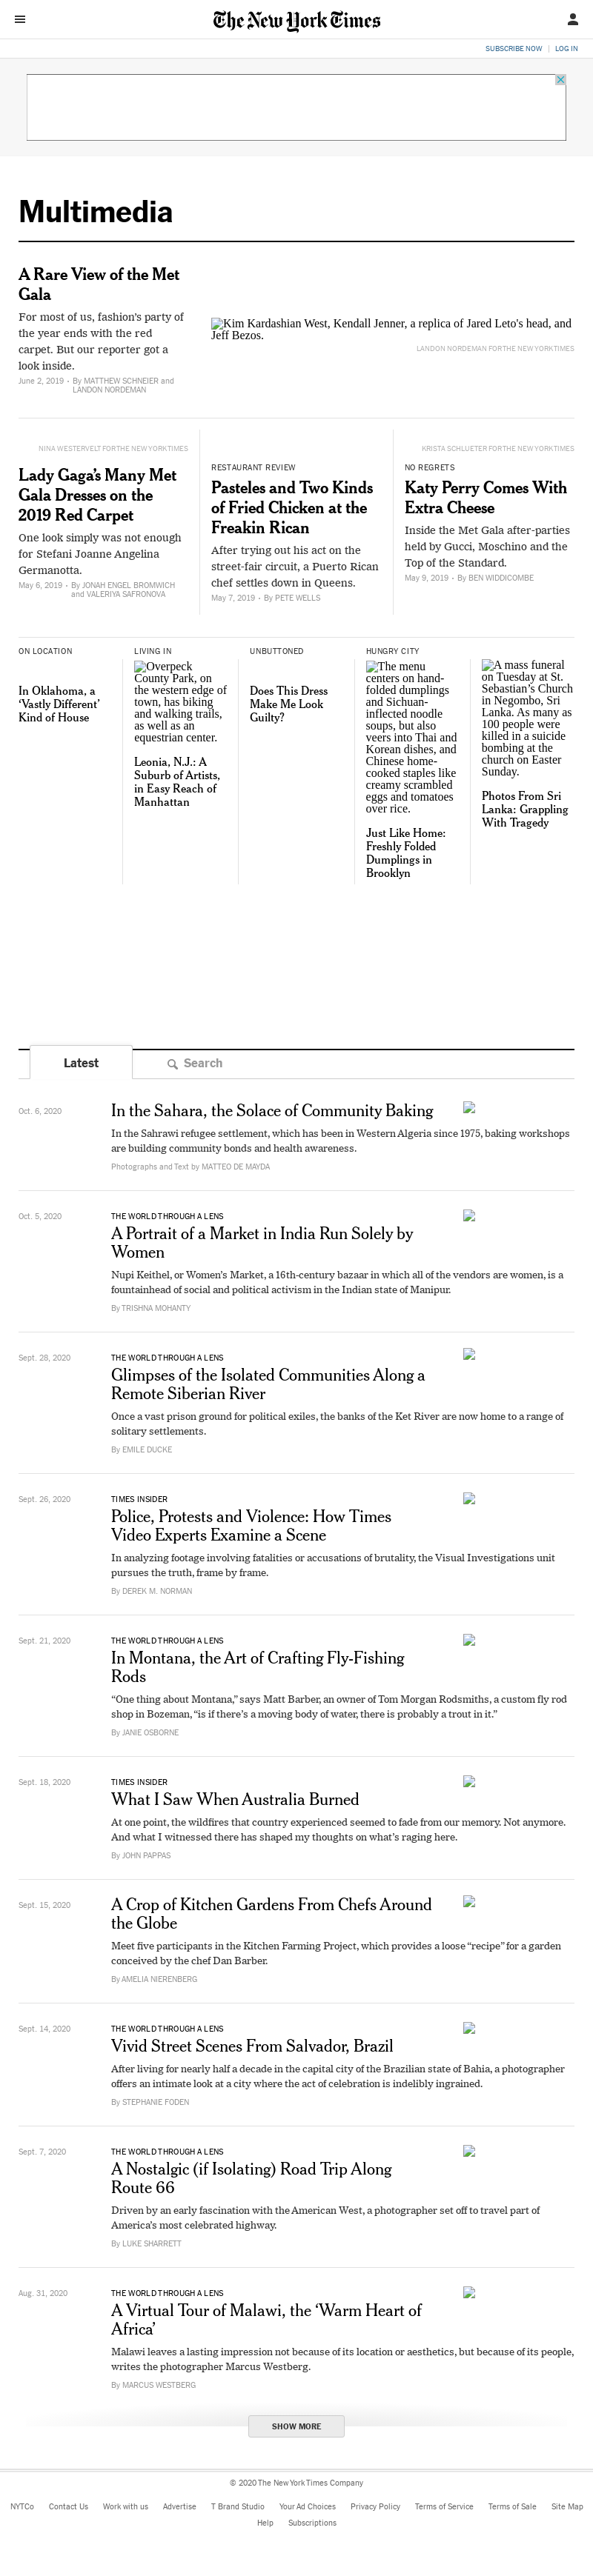 The New York Times
SUBSCRIBE NOW | LOG IN
Multimedia
A Rare View of the Met
Gala
For most of us, fashion's party of
the year ends with the red
carpet. But our reporter got a
look inside.
June 2, 2019 - By MATTHEW SCHNEIER and
LANDON NORDEMAN
Kim Kardashian West, Kendall Jenner, a replica of Jared Leto's head, and
Jeff Bezos.
LANDON NORDEMAN FOR THE NEW YORK TIMES
NINA WESTERVELT FOR THE NEW YORK TIMES
Lady Gaga's Many Met
Gala Dresses on the
2019 Red Carpet
One look simply was not enough
for Stefani Joanne Angelina
Germanotta.
May 6, 2019 - By JONAH ENGEL BROMWICH
and VALERIYA SAFRONOVA
RESTAURANT REVIEW
Pasteles and Two Kinds
of Fried Chicken at the
Freakin Rican
After trying out his act on the
street-fair circuit, a Puerto Rican
chef settles down in Queens.
May 7, 2019 - By PETE WELLS
KRISTA SCHLUETER FOR THE NEW YORK TIMES
NO REGRETS
Katy Perry Comes With
Extra Cheese
Inside the Met Gala after-parties
held by Gucci, Moschino and the
Top of the Standard.
May 9, 2019 - By BEN WIDDICOMBE
ON LOCATION
In Oklahoma, a
‘Vastly Different’
Kind of House
LIVING IN
Overpeck
County Park, on
the western edge of
town, has biking
and walking trails,
as well as an
equestrian center.
Leonia, N.J.: A
Suburb of Artists,
in Easy Reach of
Manhattan
UNBUTTONED
Does This Dress
Make Me Look
Guilty?
HUNGRY CITY
The menu
centers on hand-
folded dumplings
and Sichuan-
inflected noodle
soups, but also
veers into Thai and
Korean dishes, and
Chinese home-
cooked staples like
creamy scrambled
eggs and tomatoes
over rice.
Just Like Home:
Freshly Folded
Dumplings in
Brooklyn
A mass funeral
on Tuesday at St.
Sebastian's Church
in Negombo, Sri
Lanka. As many as
100 people were
killed in a suicide
bombing at the
church on Easter
Sunday.
Photos From Sri
Lanka: Grappling
With Tragedy
Latest
Search
Oct. 6, 2020
In the Sahara, the Solace of Community Baking
In the Sahrawi refugee settlement, which has been in Western Algeria since 1975, baking workshops
are building community bonds and health awareness.
Photographs and Text by MATTEO DE MAYDA
Oct. 5, 2020
THE WORLD THROUGH A LENS
A Portrait of a Market in India Run Solely by
Women
Nupi Keithel, or Women's Market, a 16th-century bazaar in which all of the vendors are women, is a
fountainhead of social and political activism in the Indian state of Manipur.
By TRISHNA MOHANTY
Sept. 28, 2020
THE WORLD THROUGH A LENS
Glimpses of the Isolated Communities Along a
Remote Siberian River
Once a vast prison ground for political exiles, the banks of the Ket River are now home to a range of
solitary settlements.
By EMILE DUCKE
Sept. 26, 2020
TIMES INSIDER
Police, Protests and Violence: How Times
Video Experts Examine a Scene
In analyzing footage involving fatalities or accusations of brutality, the Visual Investigations unit
pursues the truth, frame by frame.
By DEREK M. NORMAN
Sept. 21, 2020
THE WORLD THROUGH A LENS
In Montana, the Art of Crafting Fly-Fishing
Rods
“One thing about Montana,” says Matt Barber, an owner of Tom Morgan Rodsmiths, a custom fly rod
shop in Bozeman, “is if there's a moving body of water, there is probably a trout in it.”
By JANIE OSBORNE
Sept. 18, 2020
TIMES INSIDER
What I Saw When Australia Burned
At one point, the wildfires that country experienced seemed to fade from our memory. Not anymore.
And what I witnessed there has shaped my thoughts on what's raging here.
By JOHN PAPPAS
Sept. 15, 2020
A Crop of Kitchen Gardens From Chefs Around
the Globe
Meet five participants in the Kitchen Farming Project, which provides a loose “recipe” for a garden
conceived by the chef Dan Barber.
By AMELIA NIERENBERG
Sept. 14, 2020
THE WORLD THROUGH A LENS
Vivid Street Scenes From Salvador, Brazil
After living for nearly half a decade in the capital city of the Brazilian state of Bahia, a photographer
offers an intimate look at a city where the act of celebration is indelibly ingrained.
By STEPHANIE FODEN
Sept. 7, 2020
THE WORLD THROUGH A LENS
A Nostalgic (if Isolating) Road Trip Along
Route 66
Driven by an early fascination with the American West, a photographer set off to travel part of
America's most celebrated highway.
By LUKE SHARRETT
Aug. 31, 2020
THE WORLD THROUGH A LENS
A Virtual Tour of Malawi, the ‘Warm Heart of
Africa’
Malawi leaves a lasting impression not because of its location or aesthetics, but because of its people,
writes the photographer Marcus Westberg.
By MARCUS WESTBERG
SHOW MORE
© 2020 The New York Times Company
NYTCo Contact Us Work with us Advertise T Brand Studio Your Ad Choices Privacy Policy Terms of Service Terms of Sale Site Map
Help Subscriptions